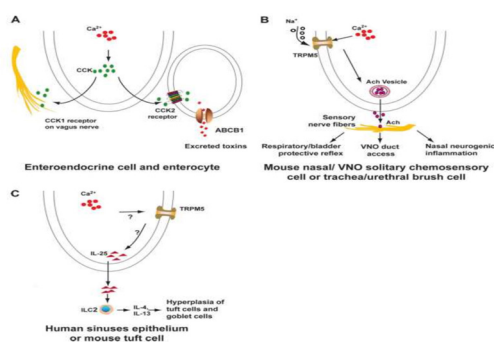 A
Ca2+
CCK
CCK1 receptor
on vagus nerve
CCK2
receptor
ABCB1
Excreted toxins
Enteroendocrine cell and enterocyte
B
Na+
TRPM5
Ca2+
Ach Vesicle
Sensory
nerve fibers
Ach
Respiratory/bladder
protective reflex
VNO duct
access
Nasal neurogenic
inflammation
Mouse nasal/ VNO solitary chemosensory
cell or trachea/urethral brush cell
C
Ca2+
?
TRPM5
?
IL-25
ILC2
IL-4
IL-13
Hyperplasia of
tuft cells and
goblet cells
Human sinuses epithelium
or mouse tuft cell